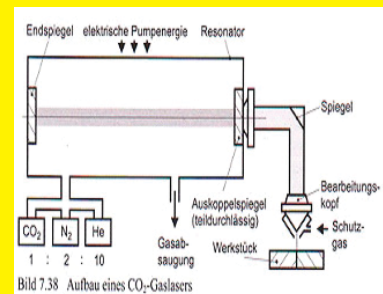 Endspiegel elektrische Pumpenergie Resonator
Spiegel
Auskoppelspiegel
(teildurchlässig)
Bearbeitungs-
kopf
CO₂ N₂ He
1 : 2 : 10
Gasab-
saugung
Schutz-
gas
Werkstück
Bild 7.38 Aufbau eines CO₂-Gaslasers